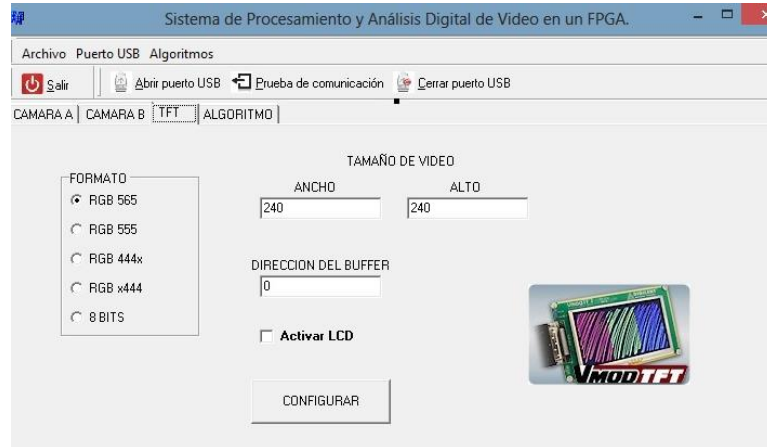 Sistema de Procesamiento y Análisis Digital de Video en un FPGA.
Archivo Puerto USB Algoritmos
Salir Abrir puerto USB Prueba de comunicación Cerrar puerto USB
CAMARA A CAMARA B TFT ALGORITMO
TAMAÑO DE VIDEO
FORMATO
ANCHO ALTO
RGB 565
240 240
RGB 555
RGB 444x
DIRECCION DEL BUFFER
RGB x444
0
8 BITS
Activar LCD
VMODTFT
CONFIGURAR